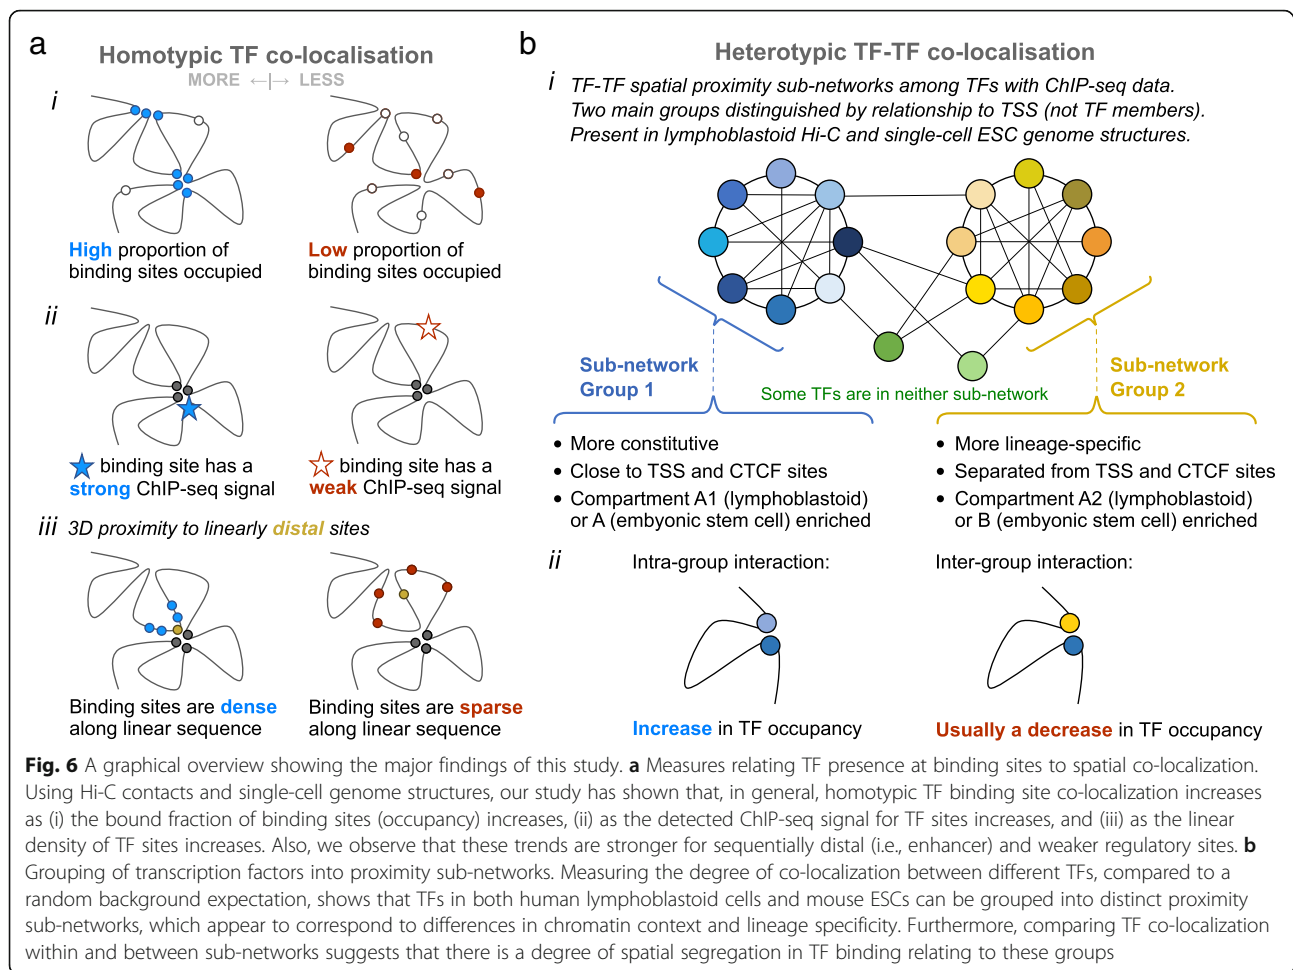 a
Homotypic TF co-localisation
MORE ←|→ LESS
i
High proportion of
binding sites occupied
Low proportion of
binding sites occupied
ii
binding site has a
strong ChIP-seq signal
binding site has a
weak ChIP-seq signal
iii 3D proximity to linearly distal sites
Binding sites are dense
along linear sequence
Binding sites are sparse
along linear sequence
b
Heterotypic TF-TF co-localisation
i TF-TF spatial proximity sub-networks among TFs with ChIP-seq data.
Two main groups distinguished by relationship to TSS (not TF members).
Present in lymphoblastoid Hi-C and single-cell ESC genome structures.
Sub-network
Group 1
Some TFs are in neither sub-network
Sub-network
Group 2
• More constitutive
• Close to TSS and CTCF sites
• Compartment A1 (lymphoblastoid)
or A (embyonic stem cell) enriched
• More lineage-specific
• Separated from TSS and CTCF sites
• Compartment A2 (lymphoblastoid)
or B (embyonic stem cell) enriched
ii
Intra-group interaction:
Increase in TF occupancy
Inter-group interaction:
Usually a decrease in TF occupancy
Fig. 6 A graphical overview showing the major findings of this study. a Measures relating TF presence at binding sites to spatial co-localization.
Using Hi-C contacts and single-cell genome structures, our study has shown that, in general, homotypic TF binding site co-localization increases
as (i) the bound fraction of binding sites (occupancy) increases, (ii) as the detected ChIP-seq signal for TF sites increases, and (iii) as the linear
density of TF sites increases. Also, we observe that these trends are stronger for sequentially distal (i.e., enhancer) and weaker regulatory sites. b
Grouping of transcription factors into proximity sub-networks. Measuring the degree of co-localization between different TFs, compared to a
random background expectation, shows that TFs in both human lymphoblastoid cells and mouse ESCs can be grouped into distinct proximity
sub-networks, which appear to correspond to differences in chromatin context and lineage specificity. Furthermore, comparing TF co-localization
within and between sub-networks suggests that there is a degree of spatial segregation in TF binding relating to these groups